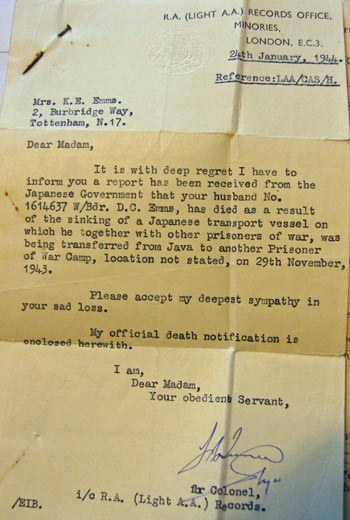 R.A. (LIGHT A.A.) RECORDS OFFICE,
MINORIES,
LONDON, E.C.3.
24th January, 1944.
Reference:LAA/CAS/H.
Mrs. K.E. Emms.
2, Burbridge Way,
Tottenham, N.17.
Dear Madam,
It is with deep regret I have to
inform you a report has been received from the
Japanese Government that your husband No.
1614637 W/Bdr. D.C. Emms, has died as a result
of the sinking of a Japanese transport vessel on
which he together with other prisoners of war, was
being transferred from Java to another Prisoner
of War Camp, location not stated, on 29th November,
1943.
Please accept my deepest sympathy in
your sad loss.
My official death notification is
enclosed herewith.
I am,
Dear Madam,
Your obedient Servant,
for Colonel,
i/c R.A. (Light A.A.) Records.
/EIB.